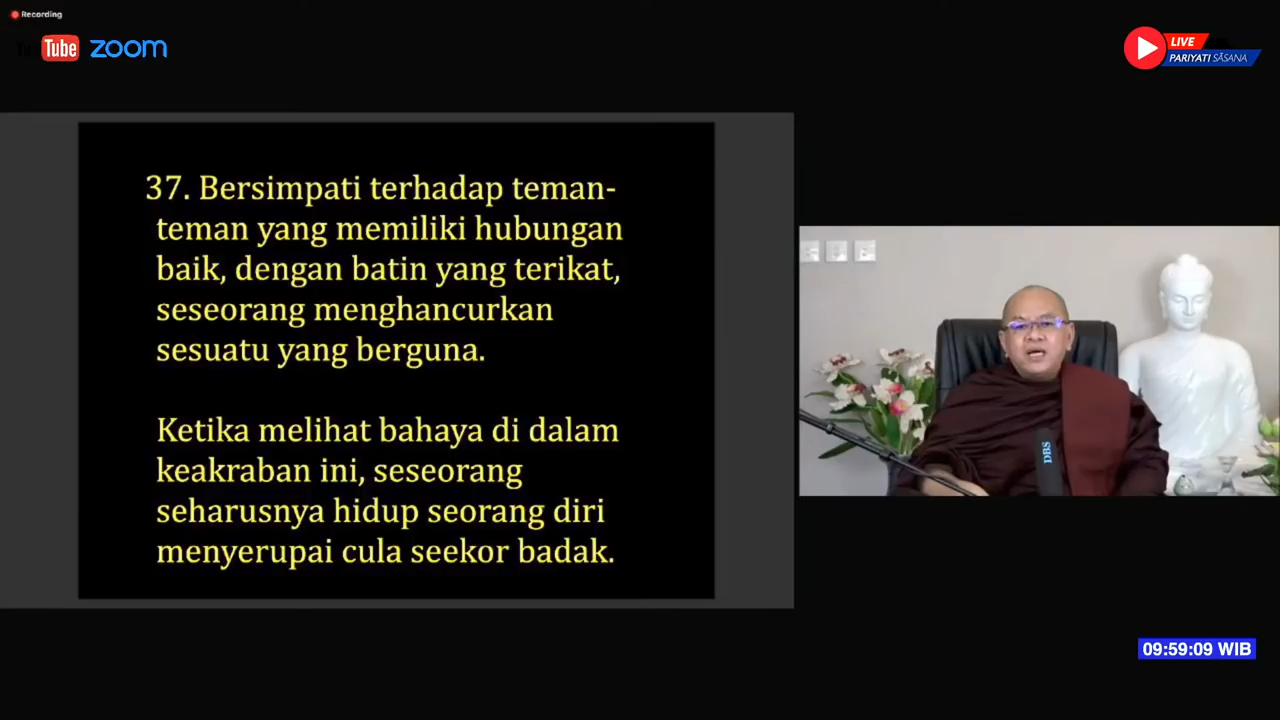 Recording
YouTube zoom
LIVE
PARIYATI SĀSANA
37. Bersimpati terhadap teman-
teman yang memiliki hubungan
baik, dengan batin yang terikat,
seseorang menghancurkan
sesuatu yang berguna.
Ketika melihat bahaya di dalam
keakraban ini, seseorang
seharusnya hidup seorang diri
menyerupai cula seekor badak.
DBS
09:59:09 WIB